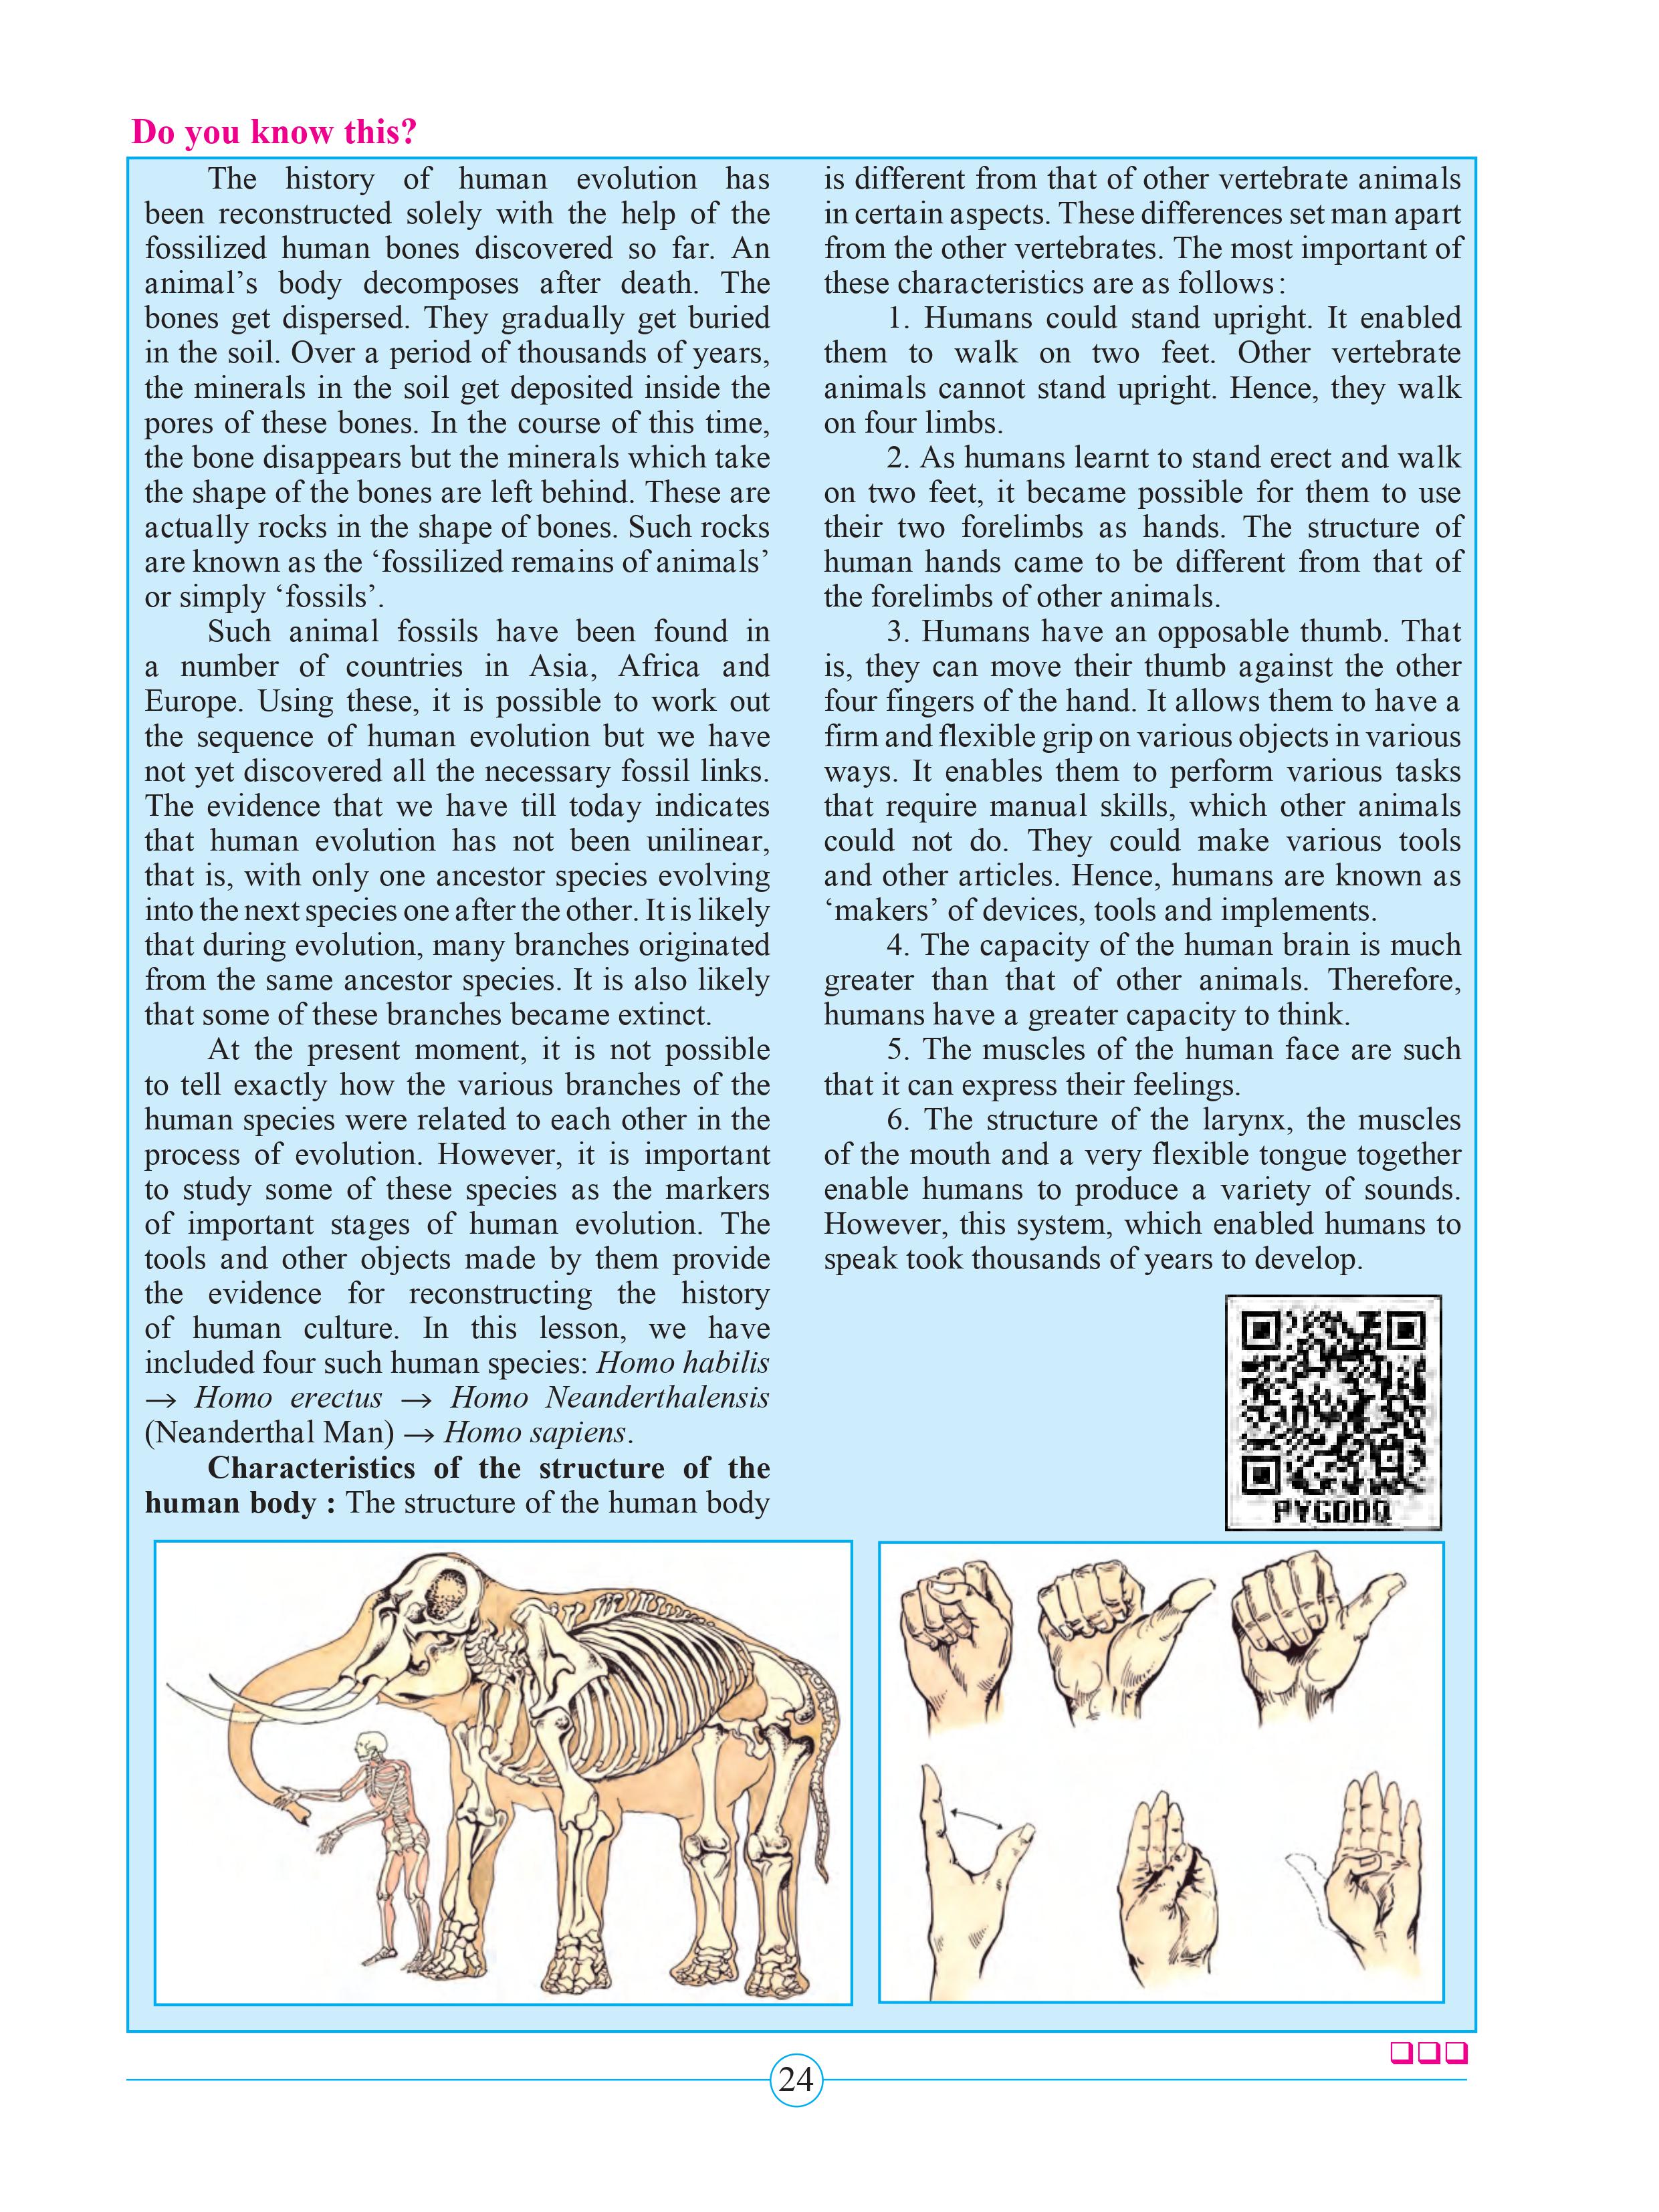 Do you know this?
The history of human evolution has
been reconstructed solely with the help of the
fossilized human bones discovered so far. An
animal’s body decomposes after death. The
bones get dispersed. They gradually get buried
in the soil. Over a period of thousands of years,
the minerals in the soil get deposited inside the
pores of these bones. In the course of this time,
the bone disappears but the minerals which take
the shape of the bones are left behind. These are
actually rocks in the shape of bones. Such rocks
are known as the ‘fossilized remains of animals’
or simply ‘fossils’.
Such animal fossils have been found in
a number of countries in Asia, Africa and
Europe. Using these, it is possible to work out
the sequence of human evolution but we have
not yet discovered all the necessary fossil links.
The evidence that we have till today indicates
that human evolution has not been unilinear,
that is, with only one ancestor species evolving
into the next species one after the other. It is likely
that during evolution, many branches originated
from the same ancestor species. It is also likely
that some of these branches became extinct.
At the present moment, it is not possible
to tell exactly how the various branches of the
human species were related to each other in the
process of evolution. However, it is important
to study some of these species as the markers
of important stages of human evolution. The
tools and other objects made by them provide
the evidence for reconstructing the history
of human culture. In this lesson, we have
included four such human species: Homo habilis
→ Homo erectus → Homo Neanderthalensis
(Neanderthal Man) → Homo sapiens.
Characteristics of the structure of the
human body : The structure of the human body
is different from that of other vertebrate animals
in certain aspects. These differences set man apart
from the other vertebrates. The most important of
these characteristics are as follows :
1. Humans could stand upright. It enabled
them to walk on two feet. Other vertebrate
animals cannot stand upright. Hence, they walk
on four limbs.
2. As humans learnt to stand erect and walk
on two feet, it became possible for them to use
their two forelimbs as hands. The structure of
human hands came to be different from that of
the forelimbs of other animals.
3. Humans have an opposable thumb. That
is, they can move their thumb against the other
four fingers of the hand. It allows them to have a
firm and flexible grip on various objects in various
ways. It enables them to perform various tasks
that require manual skills, which other animals
could not do. They could make various tools
and other articles. Hence, humans are known as
‘makers’ of devices, tools and implements.
4. The capacity of the human brain is much
greater than that of other animals. Therefore,
humans have a greater capacity to think.
5. The muscles of the human face are such
that it can express their feelings.
6. The structure of the larynx, the muscles
of the mouth and a very flexible tongue together
enable humans to produce a variety of sounds.
However, this system, which enabled humans to
speak took thousands of years to develop.
24